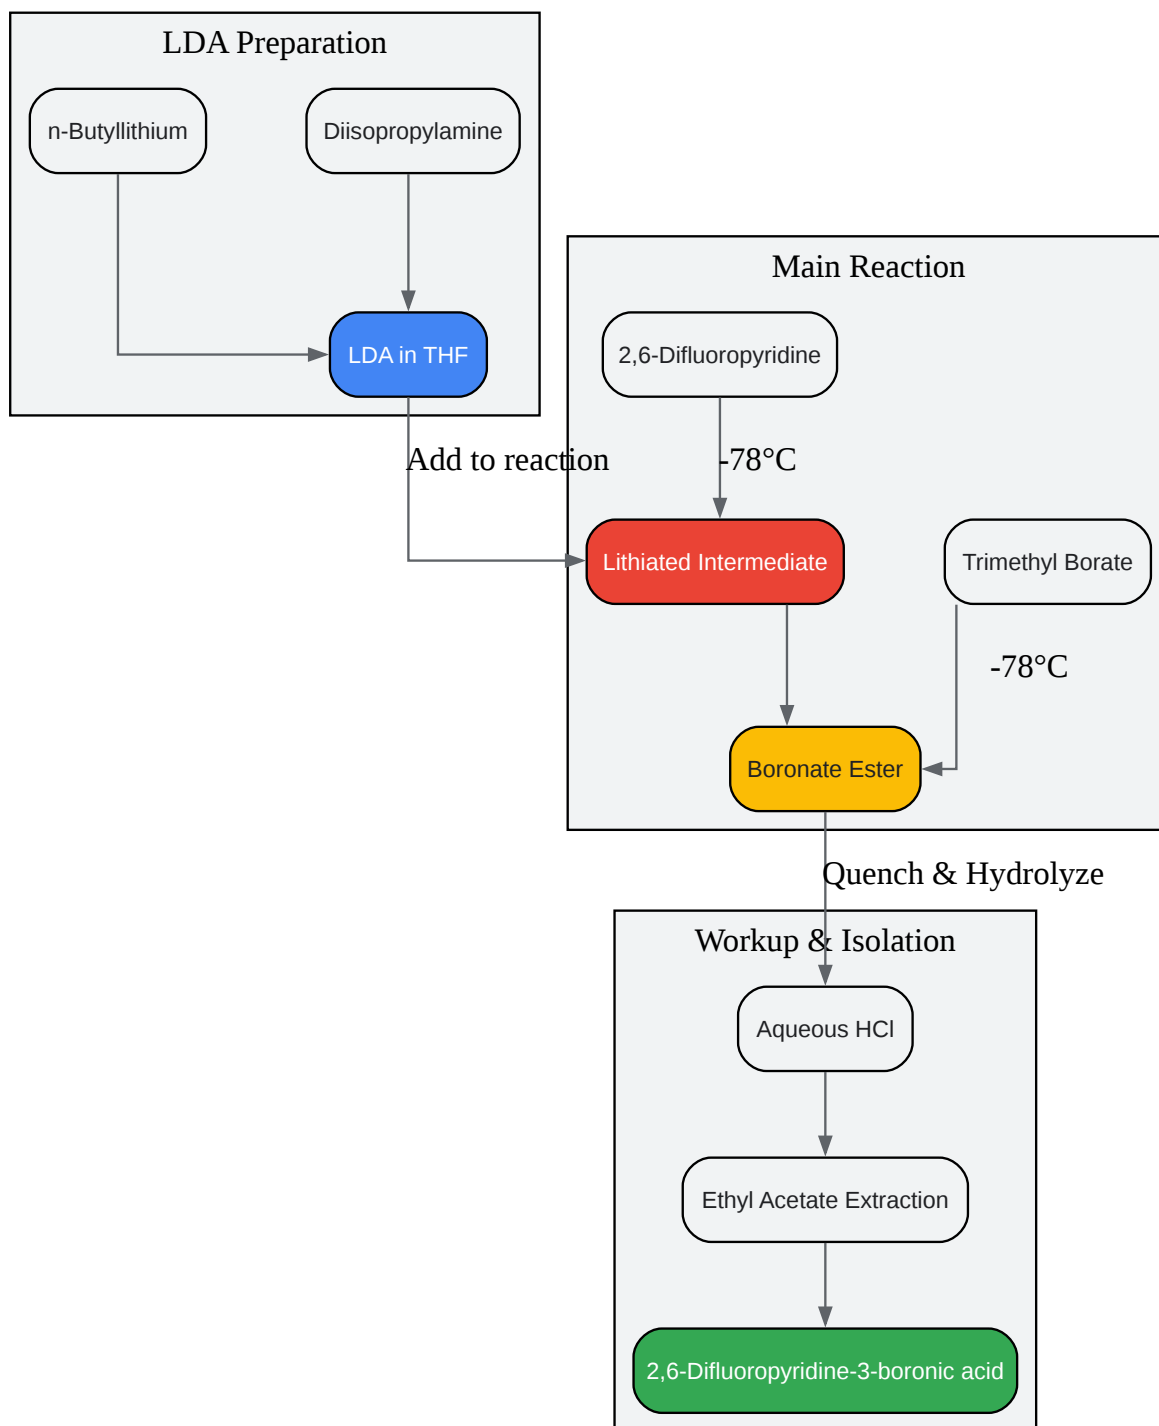 LDA Preparation
n-Butyllithium
Diisopropylamine
LDA in THF
Add to reaction
Main Reaction
2,6-Difluoropyridine
-78°C
Lithiated Intermediate
Trimethyl Borate
-78°C
Boronate Ester
Quench & Hydrolyze
Workup & Isolation
Aqueous HCl
Ethyl Acetate Extraction
2,6-Difluoropyridine-3-boronic acid